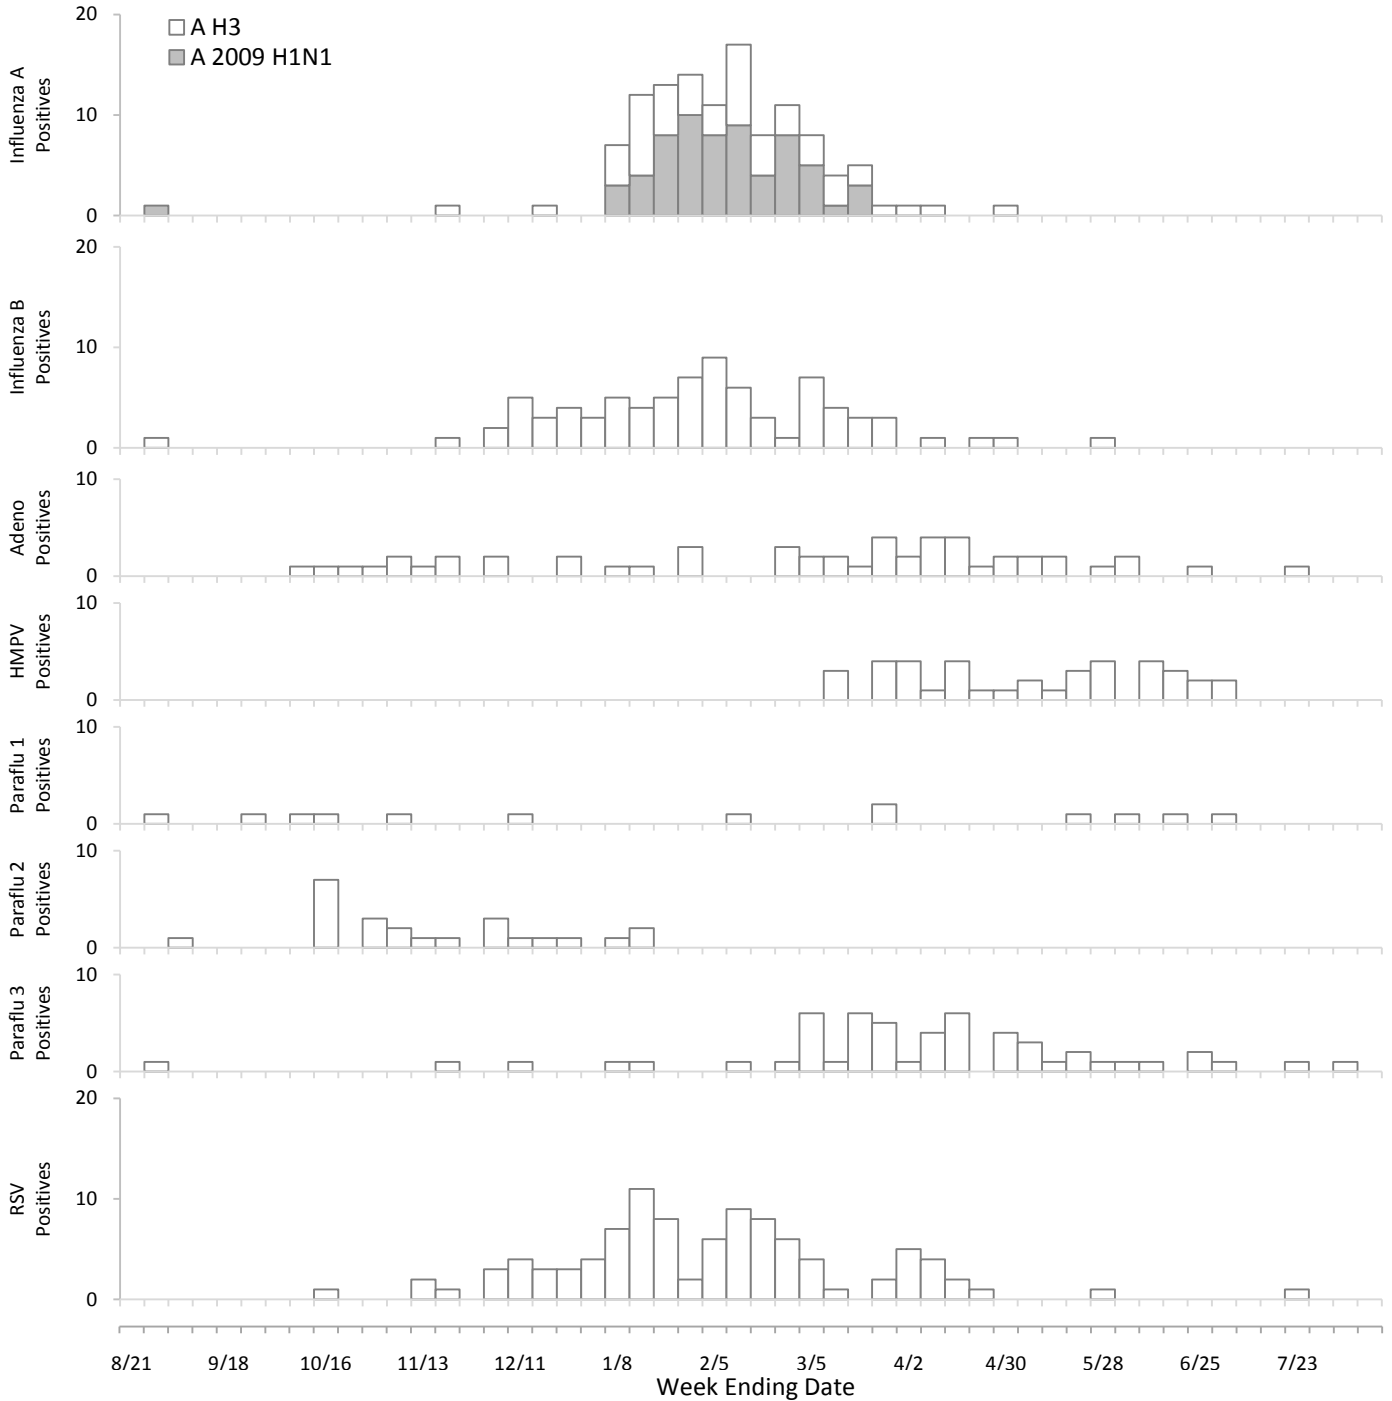 20
A H3
A 2009 H1N1
Influenza A
Positives
10
0
20
Influenza B
Positives
10
0
10
Adeno
Positives
0
10
HMPV
Positives
0
10
Paraflu 1
Positives
0
10
Paraflu 2
Positives
0
10
Paraflu 3
Positives
0
20
RSV
Positives
10
0
8/21 9/18 10/16 11/13 12/11 1/8 2/5 3/5 4/2 4/30 5/28 6/25 7/23
Week Ending Date